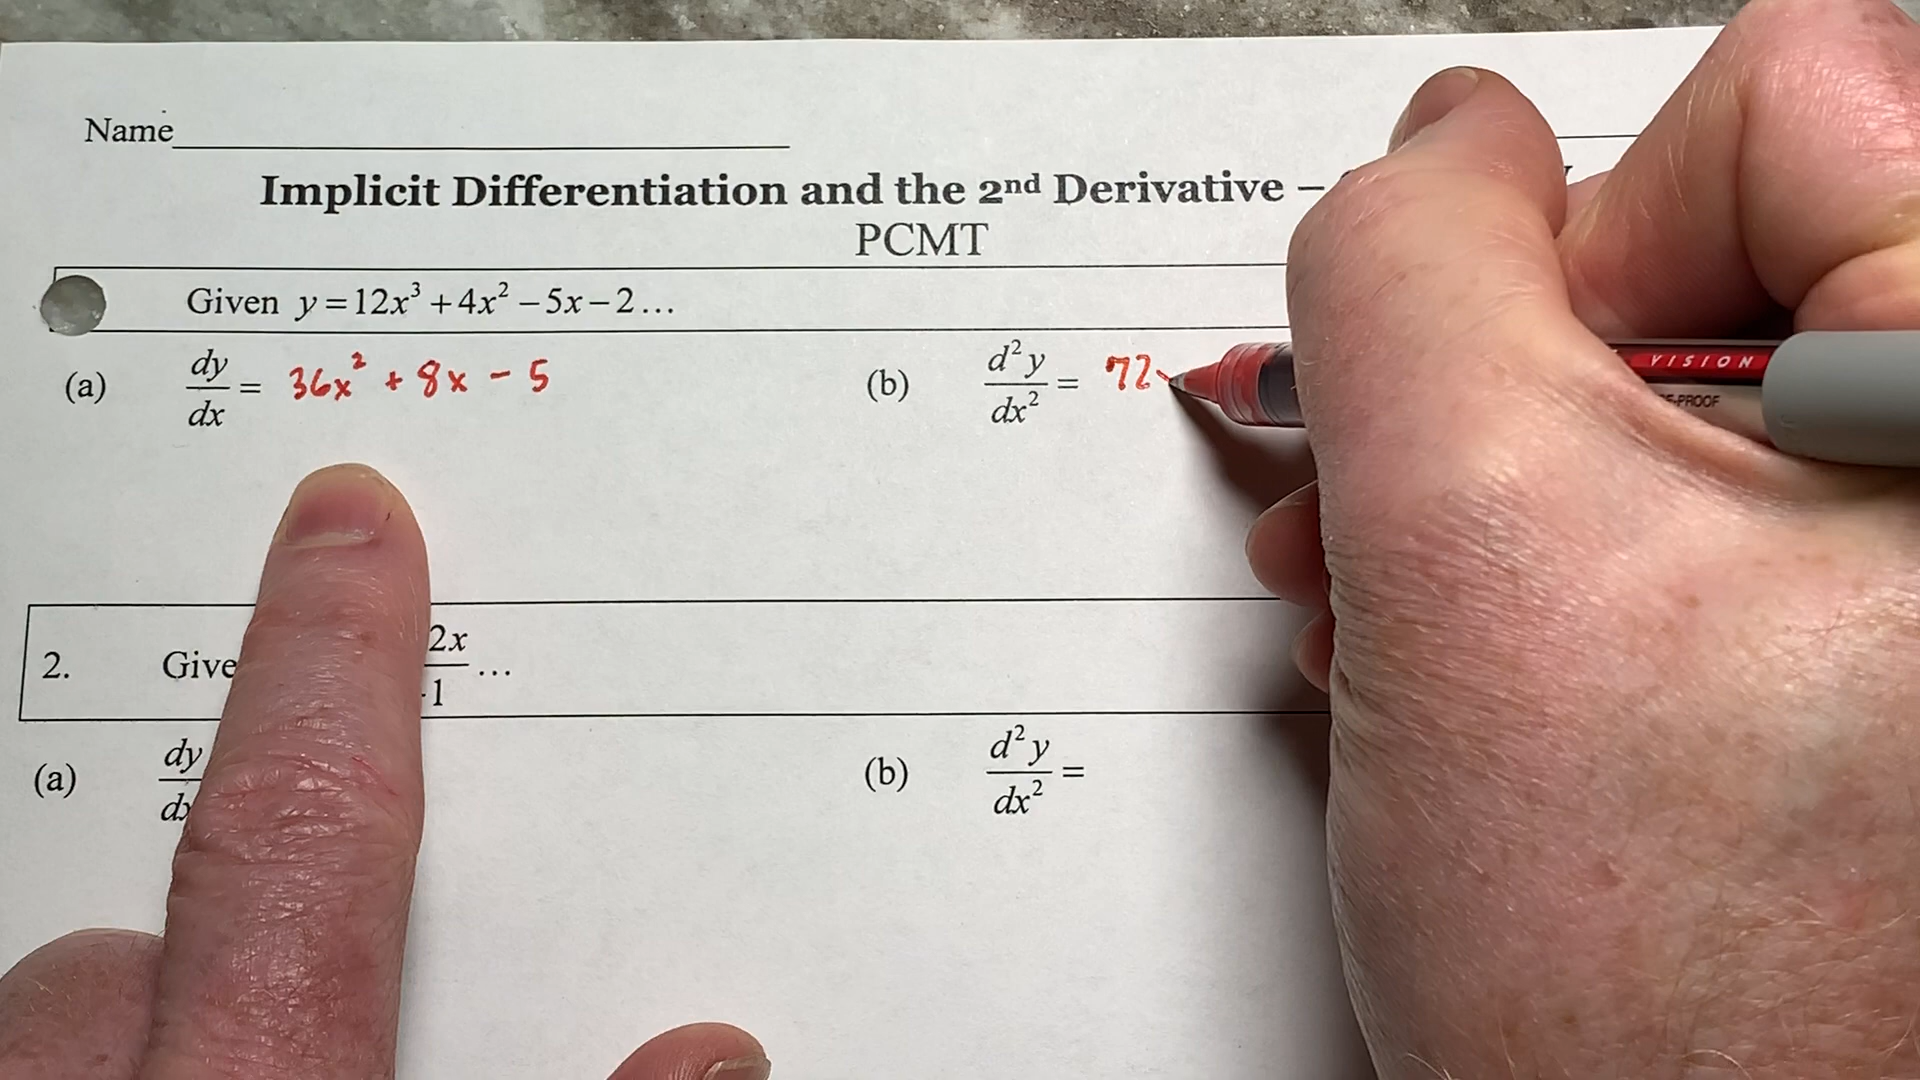 Name
Implicit Differentiation and the 2nd Derivative –
PCMT
Given y = 12x³ + 4x² – 5x – 2…
(a) dy/dx = 36x² + 8x - 5 (b) d²y/dx² = 72
VISION
-PROOF
2. 2x
1 …
(a) dy (b) d²y/dx² =